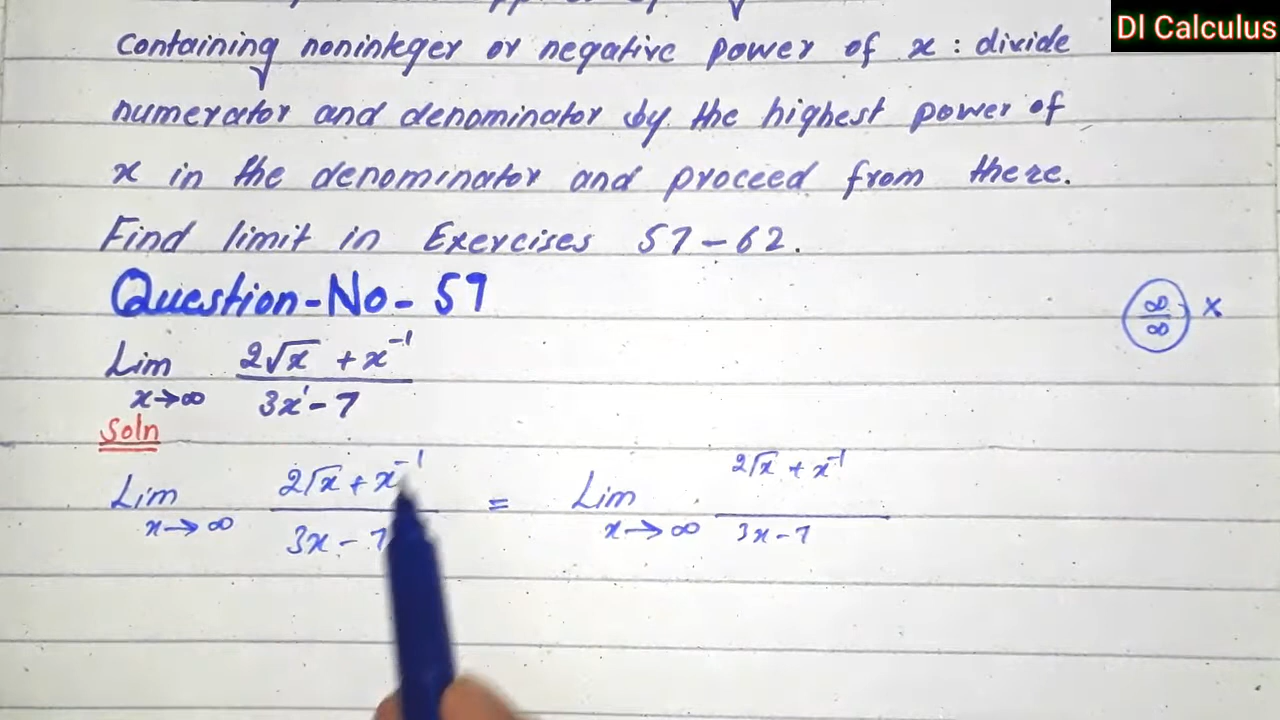 DI Calculus
containing noninteger or negative power of x : divide
numerator and denominator by the highest power of
x in the denominator and proceed from there.
Find limit in Exercises 57-62.
Question-No-59
∞/∞ x
Lim x→∞ (2√x + x⁻¹)/(3x¹ - 7)
Soln
Lim x→∞ (2√x + x⁻¹)/(3x - 7) = Lim x→∞ (2√x + x⁻¹)/(3x - 7)